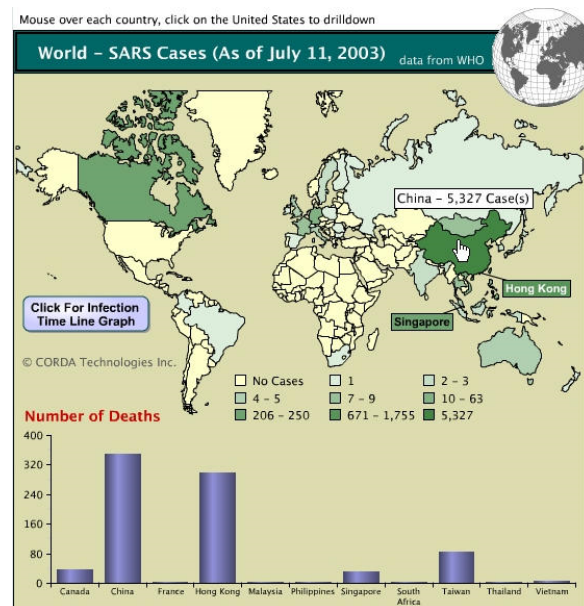 Mouse over each country, click on the United States to drilldown
World - SARS Cases (As of July 11, 2003) data from WHO
China - 5,327 Case(s)
Hong Kong
Singapore
Click For Infection
Time Line Graph
© CORDA Technologies Inc.
No Cases 1 2 - 3
4 - 5 7 - 9 10 - 63
206 - 250 671 - 1,755 5,327
Number of Deaths
400
320
240
160
80
0
Canada China France Hong Kong Malaysia Philippines Singapore South Africa Taiwan Thailand Vietnam